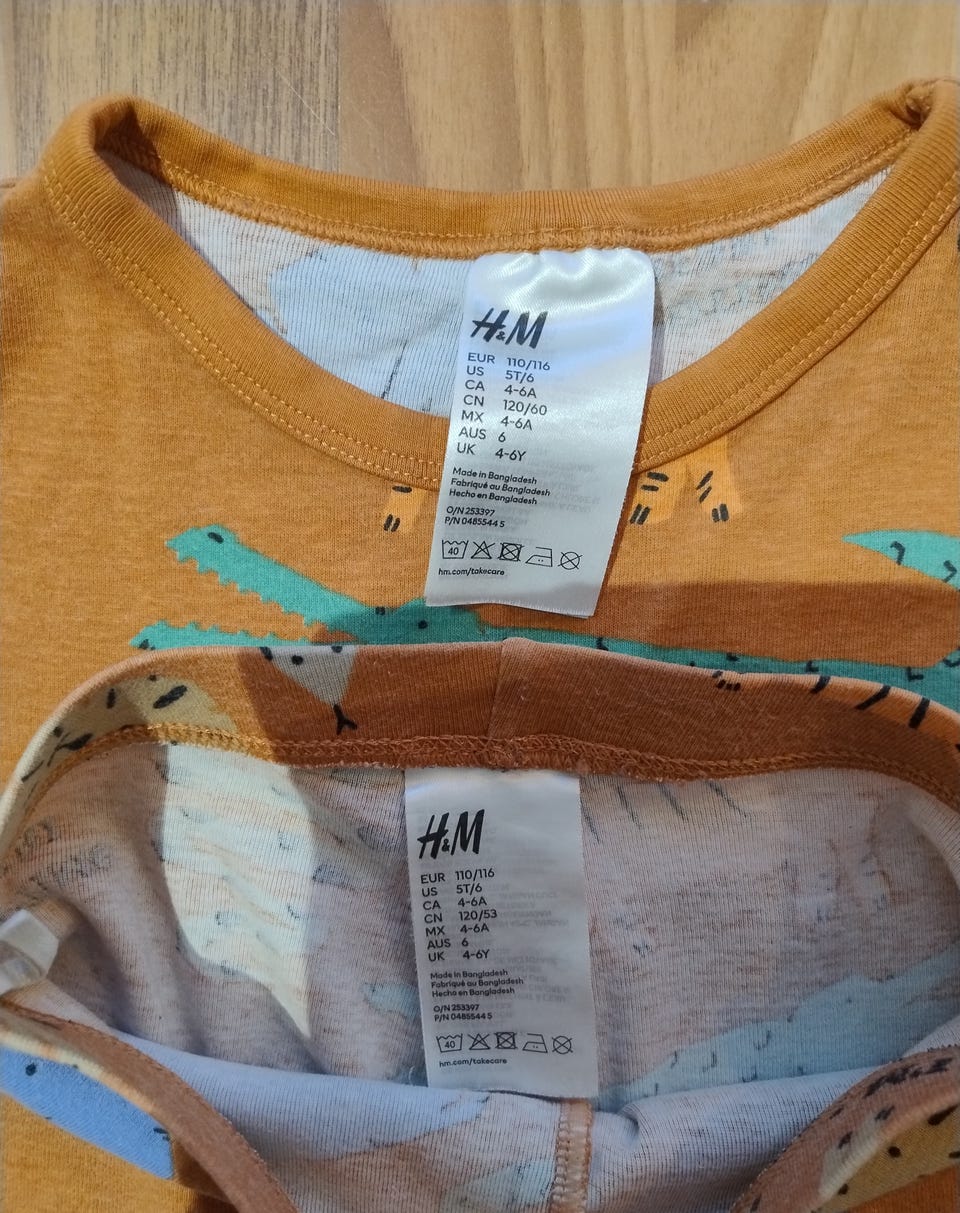 H&M
EUR 110/116
US 5T/6
CA 4-6A
CN 120/60
MX 4-6A
AUS 6
UK 4-6Y
Made in Bangladesh
Fabriqué au Bangladesh
Hecho en Bangladesh
O/N 253397
P/N 0485544 5
40
hm.com/takecare
H&M
EUR 110/116
US 5T/6
CA 4-6A
CN 120/53
MX 4-6A
AUS 6
UK 4-6Y
Made in Bangladesh
Fabriqué au Bangladesh
Hecho en Bangladesh
O/N 253397
P/N 0485544 5
40
hm.com/takecare